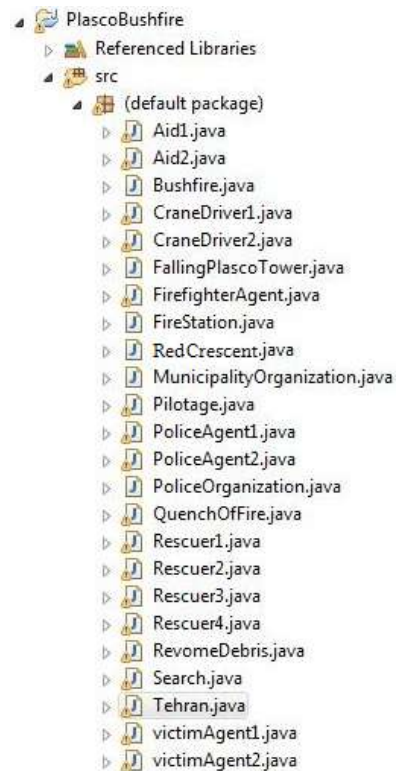 PlascoBushfire
Referenced Libraries
src
(default package)
Aid1.java
Aid2.java
Bushfire.java
CraneDriver1.java
CraneDriver2.java
FallingPlascoTower.java
FirefighterAgent.java
FireStation.java
RedCrescent.java
MunicipalityOrganization.java
Pilotage.java
PoliceAgent1.java
PoliceAgent2.java
PoliceOrganization.java
QuenchOfFire.java
Rescuer1.java
Rescuer2.java
Rescuer3.java
Rescuer4.java
RevomeDebris.java
Search.java
Tehran.java
victimAgent1.java
victimAgent2.java